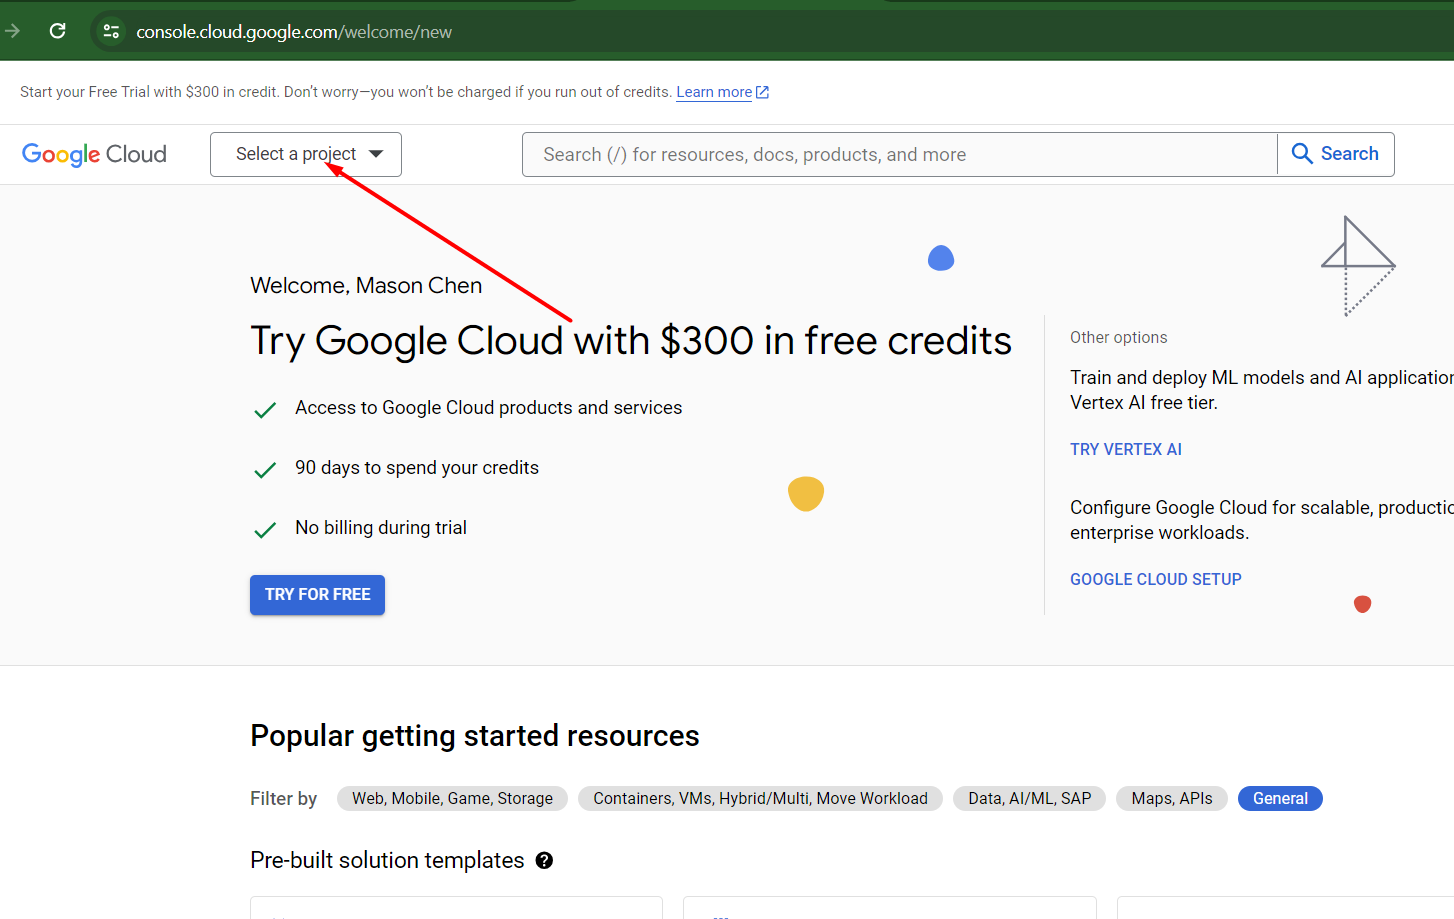 console.cloud.google.com/welcome/new
Start your Free Trial with $300 in credit. Don’t worry—you won’t be charged if you run out of credits. Learn more
Google Cloud
Select a project
Search (/) for resources, docs, products, and more
Search
Welcome, Mason Chen
Try Google Cloud with $300 in free credits
Access to Google Cloud products and services
90 days to spend your credits
No billing during trial
TRY FOR FREE
Other options
Train and deploy ML models and AI application
Vertex AI free tier.
TRY VERTEX AI
Configure Google Cloud for scalable, productio
enterprise workloads.
GOOGLE CLOUD SETUP
Popular getting started resources
Filter by
Web, Mobile, Game, Storage
Containers, VMs, Hybrid/Multi, Move Workload
Data, AI/ML, SAP
Maps, APIs
General
Pre-built solution templates